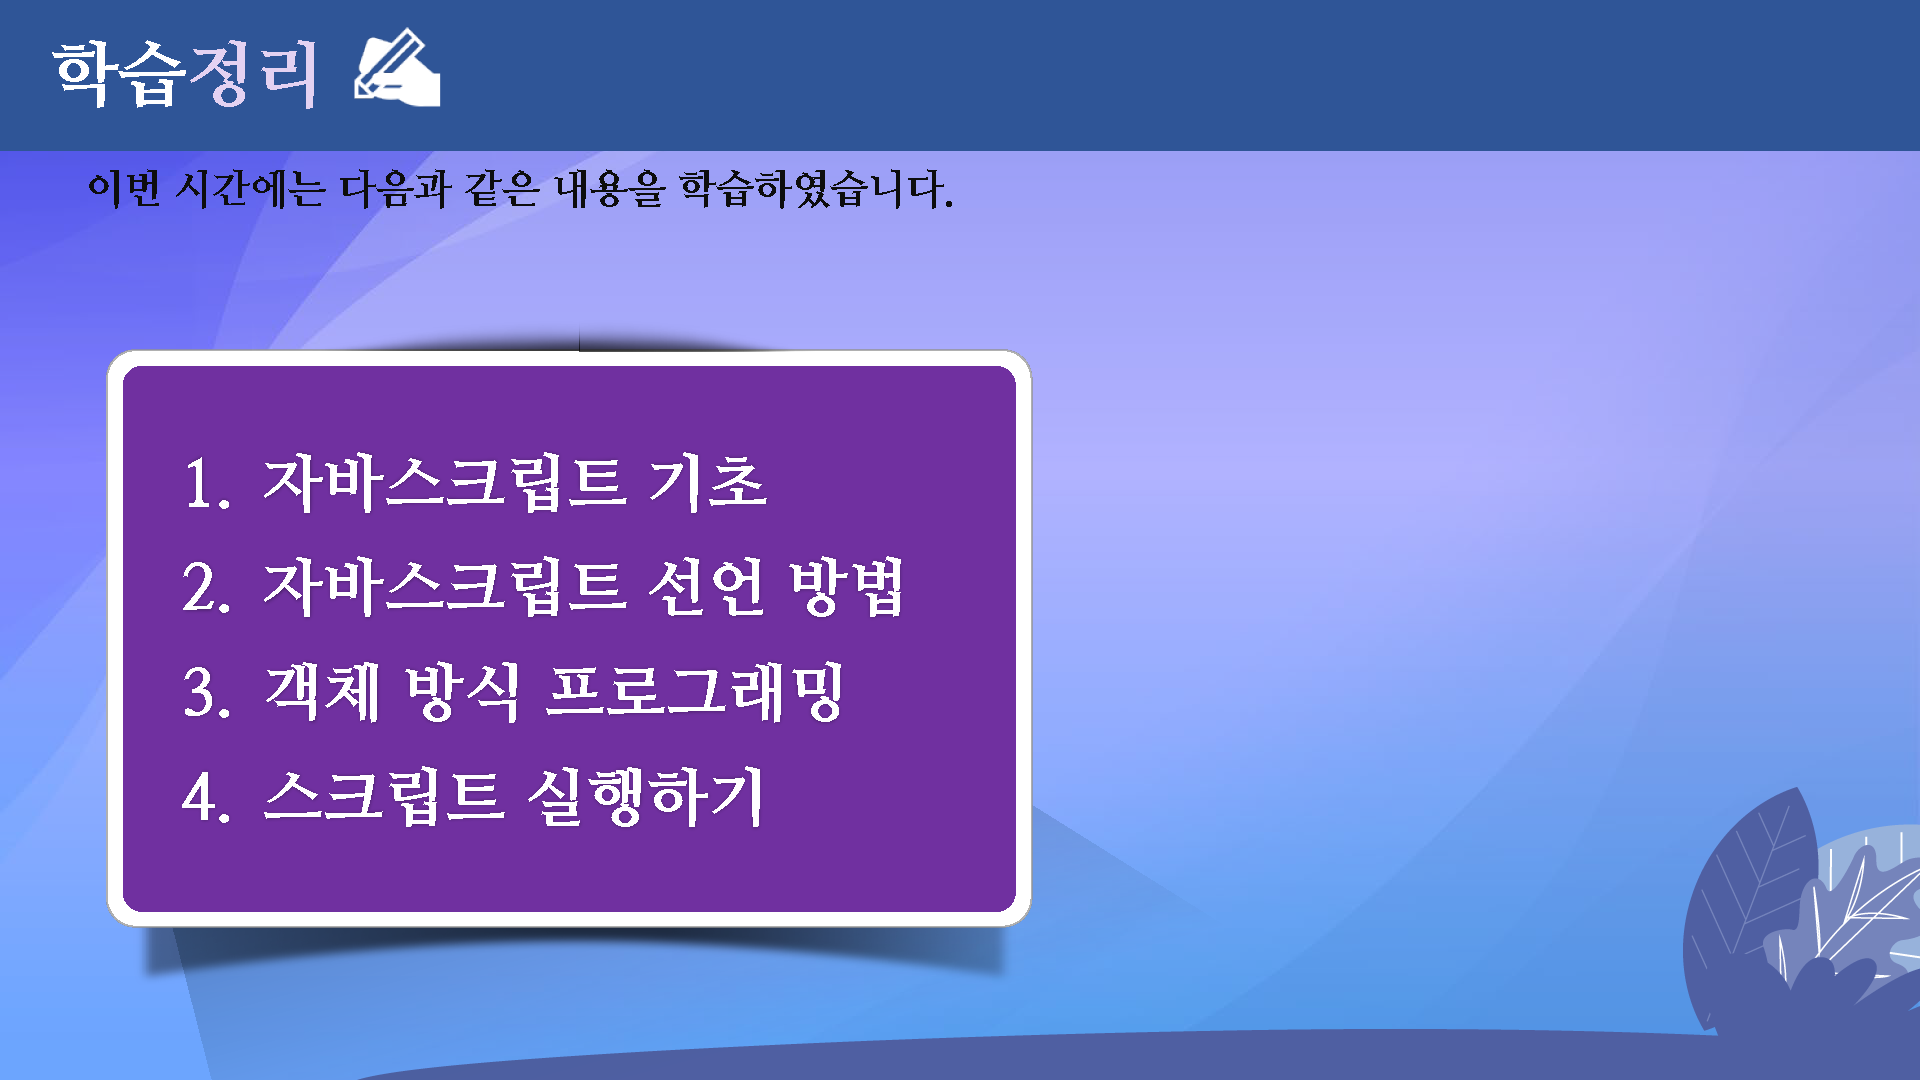 학습정리
이번 시간에는 다음과 같은 내용을 학습하였습니다.
1. 자바스크립트 기초
2. 자바스크립트 선언 방법
3. 객체 방식 프로그래밍
4. 스크립트 실행하기